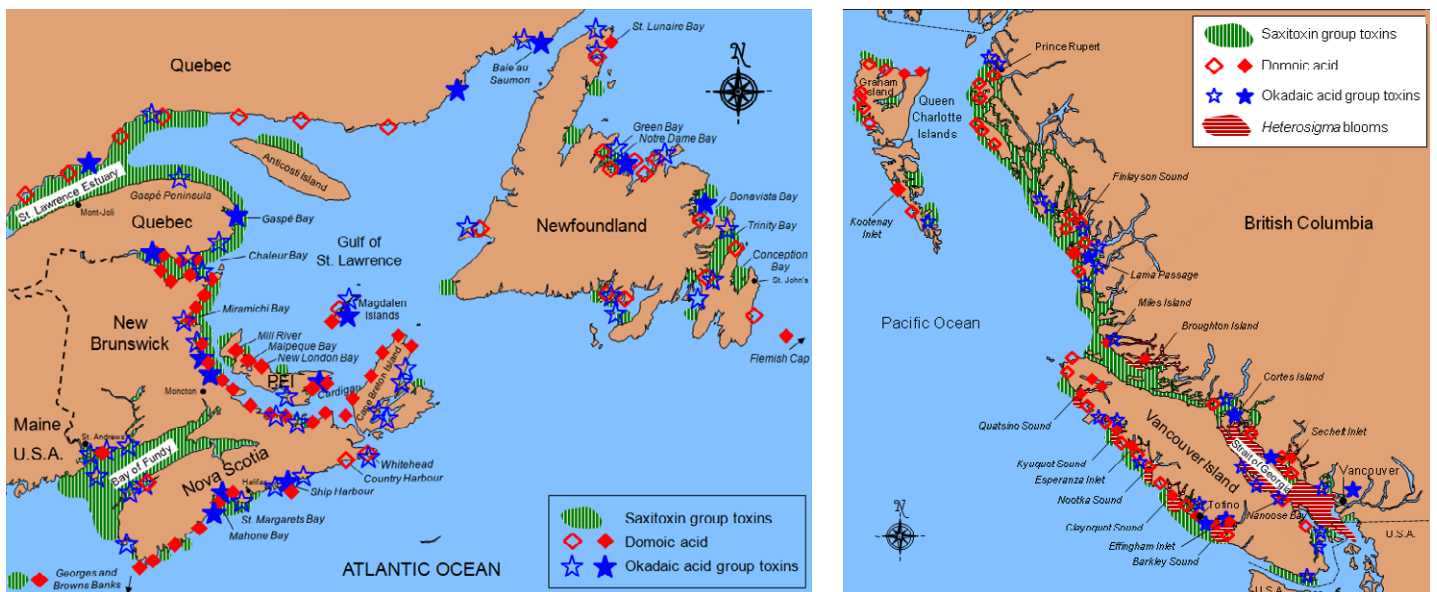 St. Lunaire Bay
Quebec
Baie au
Saumon
N
Green Bay
Notre Dame Bay
Anticosti Island
St. Lawrence Estuary
Gaspé Peninsula
Mont-Joli
Donavista Bay
Quebec
Gaspé Bay
Newfoundland
Trinity Bay
Gulf of
St. Lawrence
Chaleur Bay
Conception
Bay
St. John's
Magdalen
Islands
Miramichi Bay
New
Brunswick
Mill River
Malpeque Bay
New London Bay
Flemish Cap
PEI
Cardigan
Cape Breton Island
Moncton
Maine
St. Andrews
U.S.A.
Bay of Fundy
Nova Scotia
Whitehead
Country Harbour
Halifax
Ship Harbour
St. Margarets Bay
Mahone Bay
Georges and
Browns Banks
ATLANTIC OCEAN
Saxitoxin group toxins
Domoic acid
Okadaic acid group toxins
Saxitoxin group toxins
Domoic acid
Okadaic acid group toxins
Heterosigma blooms
Prince Rupert
Graham
Island
Queen
Charlotte
Islands
Finlayson Sound
Kootenay
Inlet
British Columbia
Lama Passage
Miles Island
Pacific Ocean
Broughton Island
Cortes Island
Quatsino Sound
Vancouver Island
Sechelt Inlet
Strait of Georgia
Kyuquot Sound
Vancouver
Esperanza Inlet
Nootka Sound
N
Tofino
Nanoose Bay
Clayoquot Sound
U.S.A.
Effingham Inlet
Barkley Sound
U.S.A.